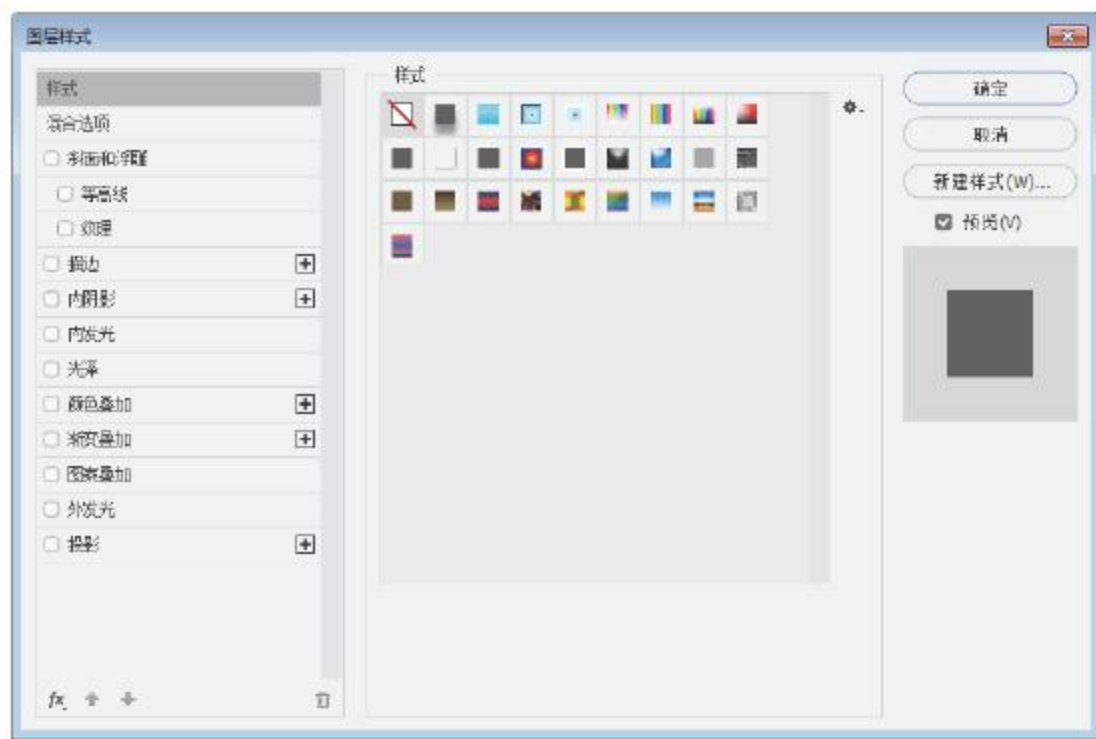 图层样式
样式
混合选项
斜面和浮雕
等高线
纹理
描边
内阴影
内发光
光泽
颜色叠加
渐变叠加
图案叠加
外发光
投影
fx
样式
确定
取消
新建样式(W)...
预览(V)